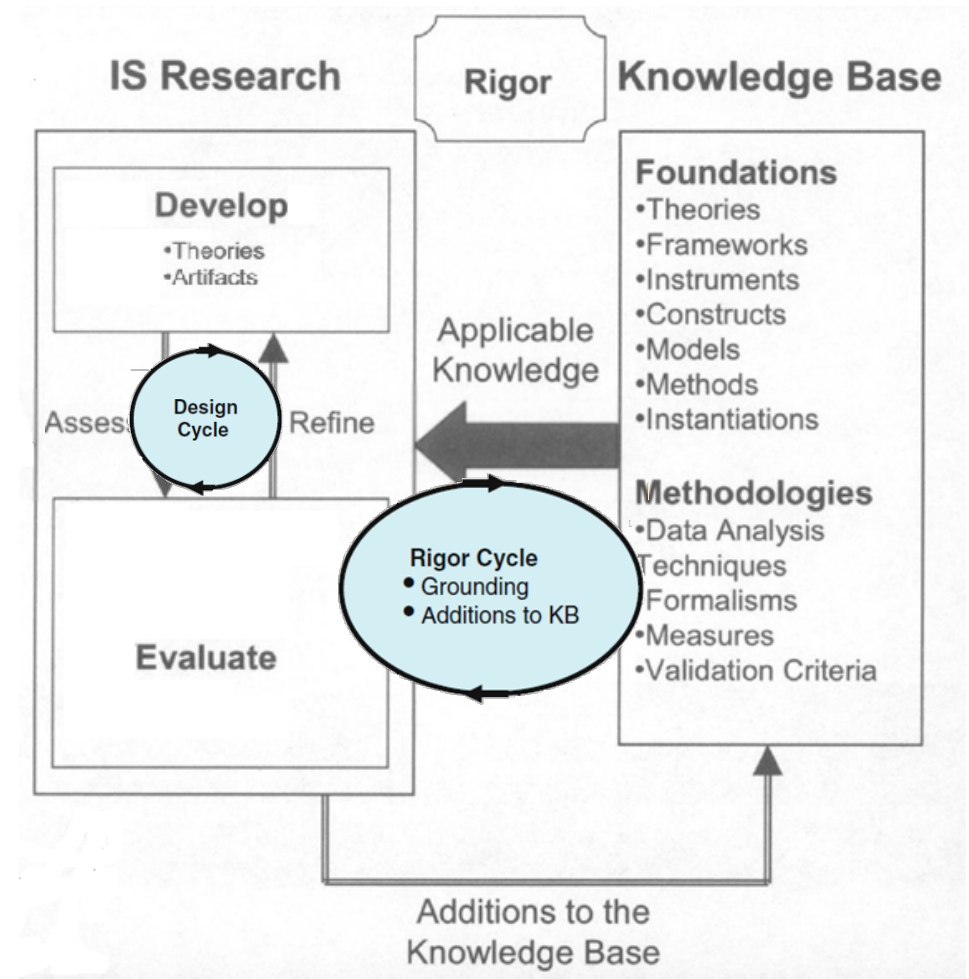 IS Research
Rigor
Knowledge Base
Develop
•Theories
•Artifacts
Design
Cycle
Refine
Evaluate
Applicable
Knowledge
Rigor Cycle
• Grounding
• Additions to KB
Foundations
•Theories
•Frameworks
•Instruments
•Constructs
•Models
•Methods
•Instantiations
Methodologies
•Data Analysis
Techniques
Formalisms
•Measures
•Validation Criteria
Additions to the
Knowledge Base